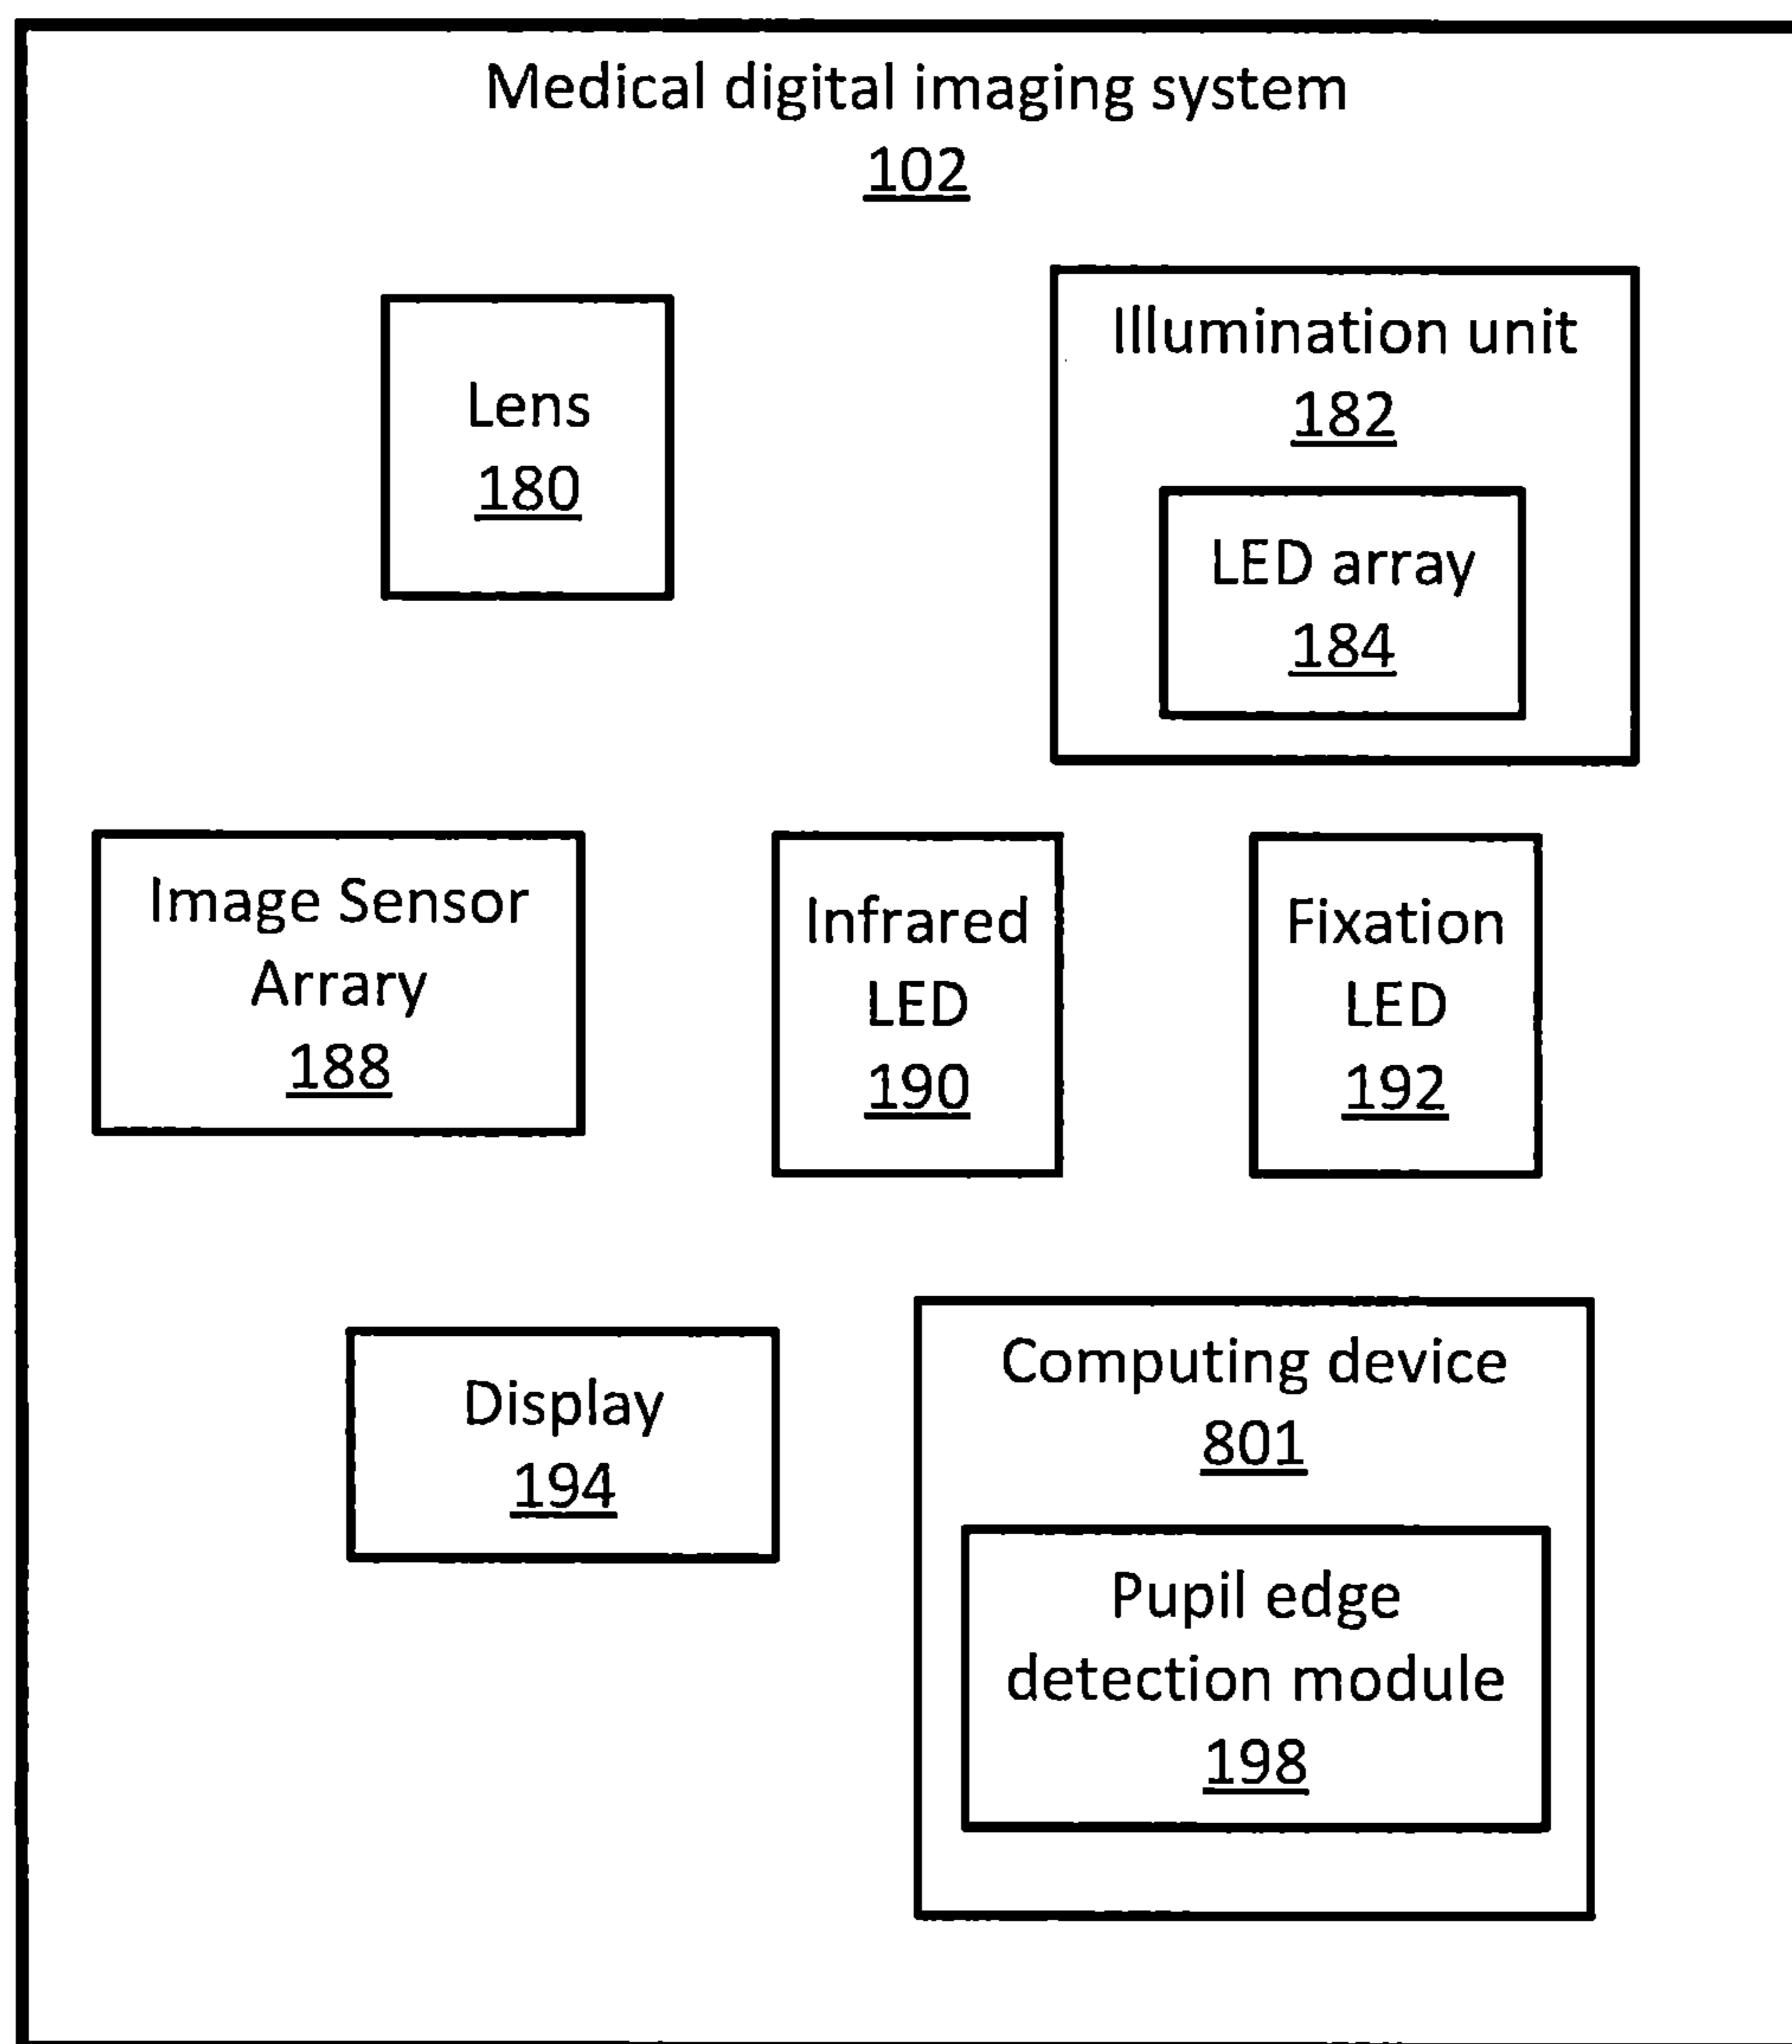 Medical digital imaging system
102
Lens
180
Illumination unit
182
LED array
184
Image Sensor
Arrary
188
Infrared
LED
190
Fixation
LED
192
Display
194
Computing device
801
Pupil edge
detection module
198